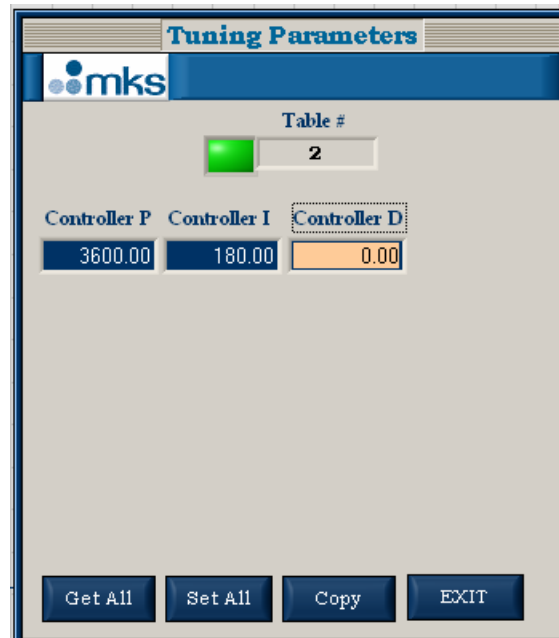 Tuning Parameters
mks
Table #
2
Controller P Controller I Controller D
3600.00 180.00 0.00
Get All Set All Copy EXIT